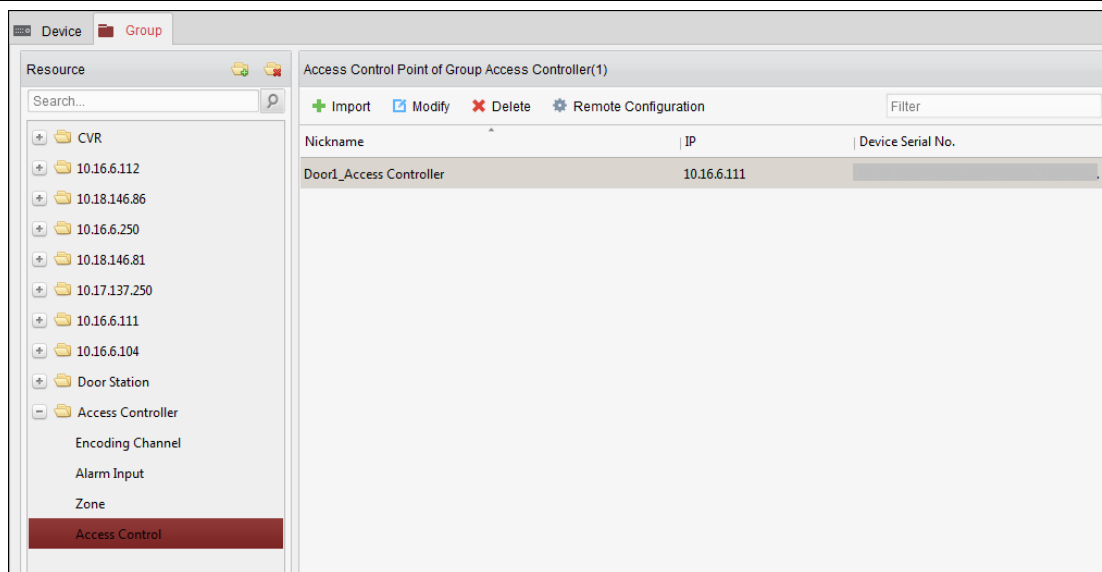 Device Group
Resource
Search...
CVR
10.16.6.112
10.18.146.86
10.16.6.250
10.18.146.81
10.17.137.250
10.16.6.111
10.16.6.104
Door Station
Access Controller
Encoding Channel
Alarm Input
Zone
Access Control
Access Control Point of Group Access Controller(1)
Import Modify Delete Remote Configuration Filter
Nickname IP Device Serial No.
Door1_Access Controller 10.16.6.111